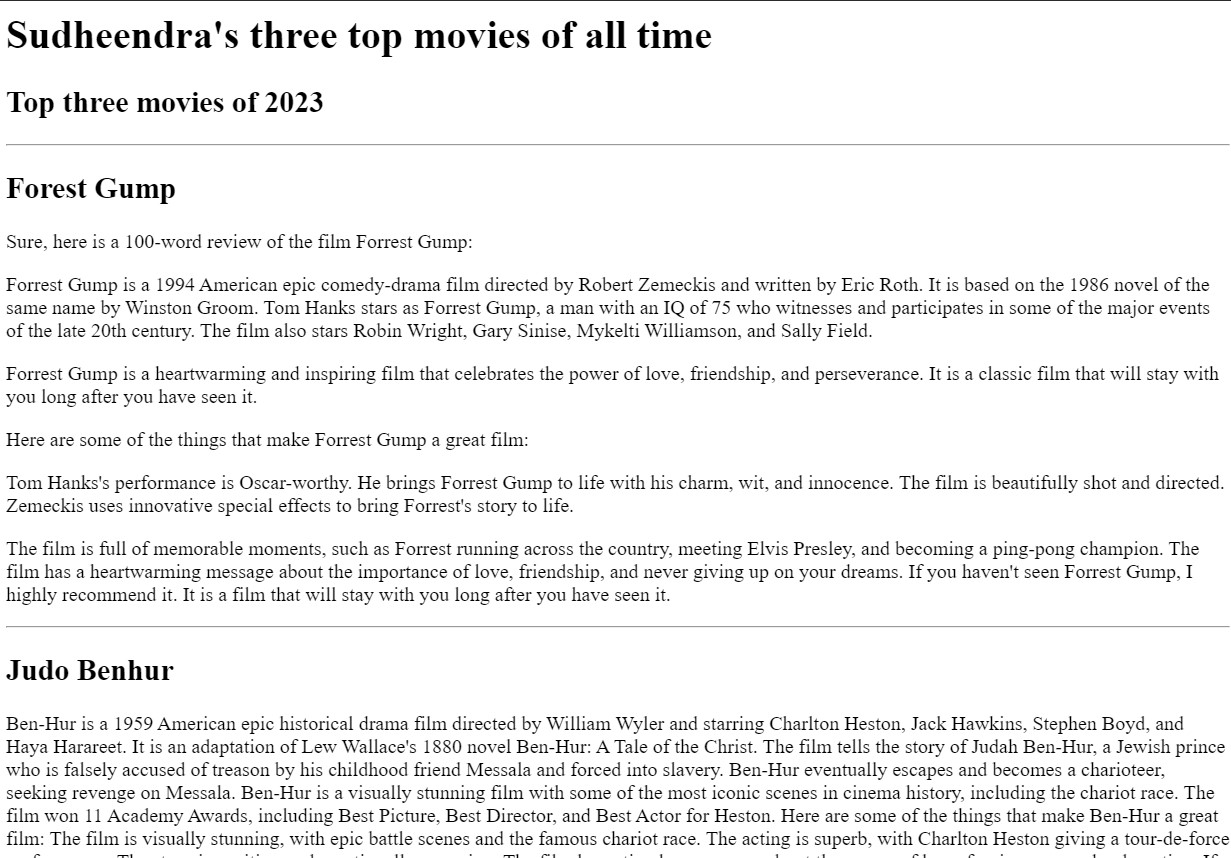 Sudheendra's three top movies of all time
Top three movies of 2023
Forest Gump
Sure, here is a 100-word review of the film Forrest Gump:
Forrest Gump is a 1994 American epic comedy-drama film directed by Robert Zemeckis and written by Eric Roth. It is based on the 1986 novel of the
same name by Winston Groom. Tom Hanks stars as Forrest Gump, a man with an IQ of 75 who witnesses and participates in some of the major events
of the late 20th century. The film also stars Robin Wright, Gary Sinise, Mykelti Williamson, and Sally Field.
Forrest Gump is a heartwarming and inspiring film that celebrates the power of love, friendship, and perseverance. It is a classic film that will stay with
you long after you have seen it.
Here are some of the things that make Forrest Gump a great film:
Tom Hanks's performance is Oscar-worthy. He brings Forrest Gump to life with his charm, wit, and innocence. The film is beautifully shot and directed.
Zemeckis uses innovative special effects to bring Forrest's story to life.
The film is full of memorable moments, such as Forrest running across the country, meeting Elvis Presley, and becoming a ping-pong champion. The
film has a heartwarming message about the importance of love, friendship, and never giving up on your dreams. If you haven't seen Forrest Gump, I
highly recommend it. It is a film that will stay with you long after you have seen it.
Judo Benhur
Ben-Hur is a 1959 American epic historical drama film directed by William Wyler and starring Charlton Heston, Jack Hawkins, Stephen Boyd, and
Haya Harareet. It is an adaptation of Lew Wallace's 1880 novel Ben-Hur: A Tale of the Christ. The film tells the story of Judah Ben-Hur, a Jewish prince
who is falsely accused of treason by his childhood friend Messala and forced into slavery. Ben-Hur eventually escapes and becomes a charioteer,
seeking revenge on Messala. Ben-Hur is a visually stunning film with some of the most iconic scenes in cinema history, including the chariot race. The
film won 11 Academy Awards, including Best Picture, Best Director, and Best Actor for Heston. Here are some of the things that make Ben-Hur a great
film: The film is visually stunning, with epic battle scenes and the famous chariot race. The acting is superb, with Charlton Heston giving a tour-de-force